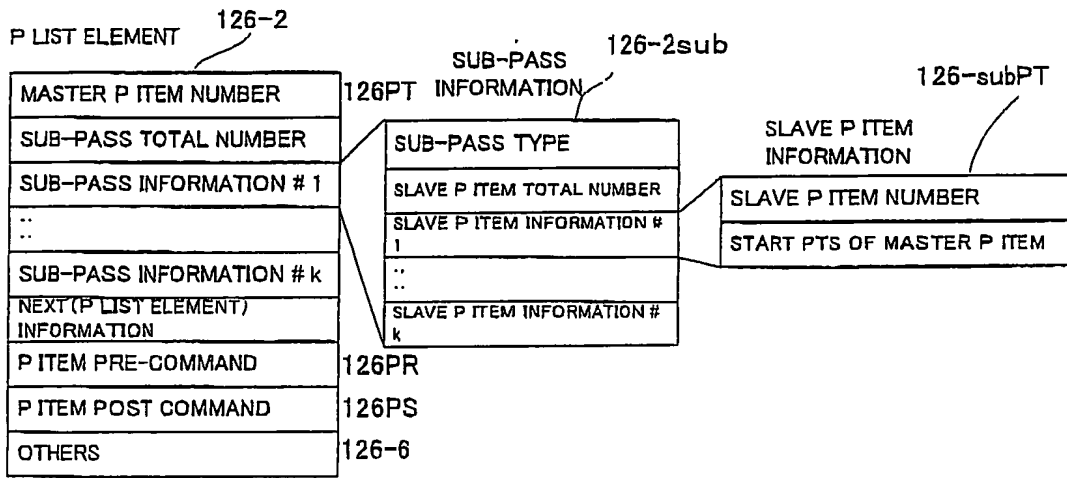 P LIST ELEMENT
126-2
MASTER P ITEM NUMBER
126PT
SUB-PASS TOTAL NUMBER
SUB-PASS INFORMATION # 1
::
SUB-PASS INFORMATION # k
NEXT (P LIST ELEMENT)
INFORMATION
P ITEM PRE-COMMAND
126PR
P ITEM POST COMMAND
126PS
OTHERS
126-6
SUB-PASS
INFORMATION
126-2sub
SUB-PASS TYPE
SLAVE P ITEM TOTAL NUMBER
SLAVE P ITEM INFORMATION #
1
::
SLAVE P ITEM INFORMATION #
k
126-subPT
SLAVE P ITEM
INFORMATION
SLAVE P ITEM NUMBER
START PTS OF MASTER P ITEM